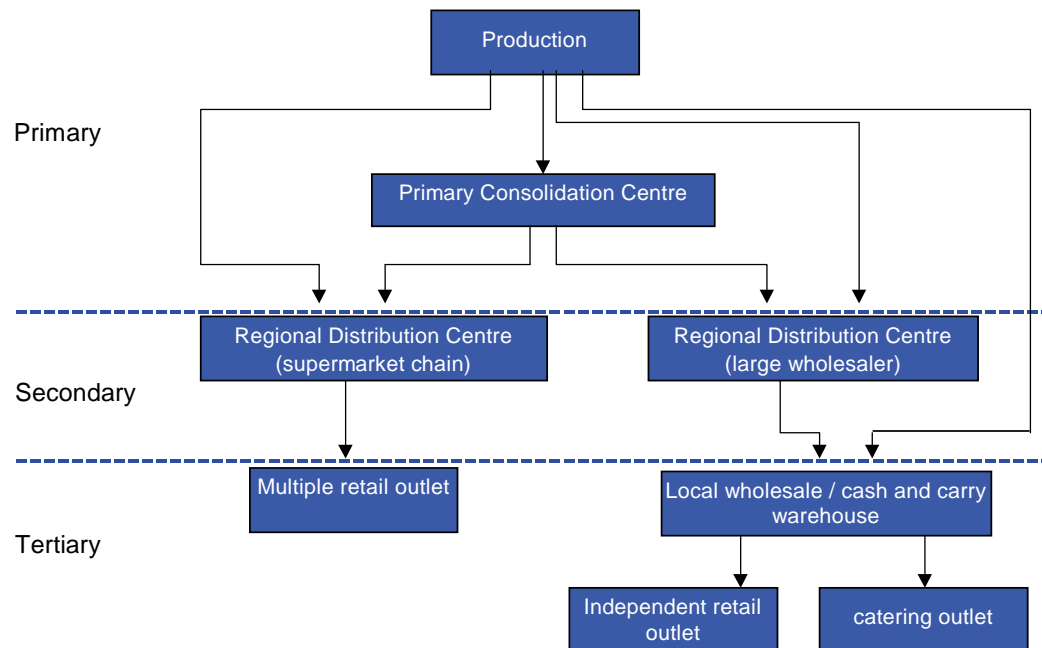 Production
Primary
Primary Consolidation Centre
Regional Distribution Centre
(supermarket chain)
Regional Distribution Centre
(large wholesaler)
Secondary
Multiple retail outlet
Local wholesale / cash and carry
warehouse
Tertiary
Independent retail
outlet
catering outlet